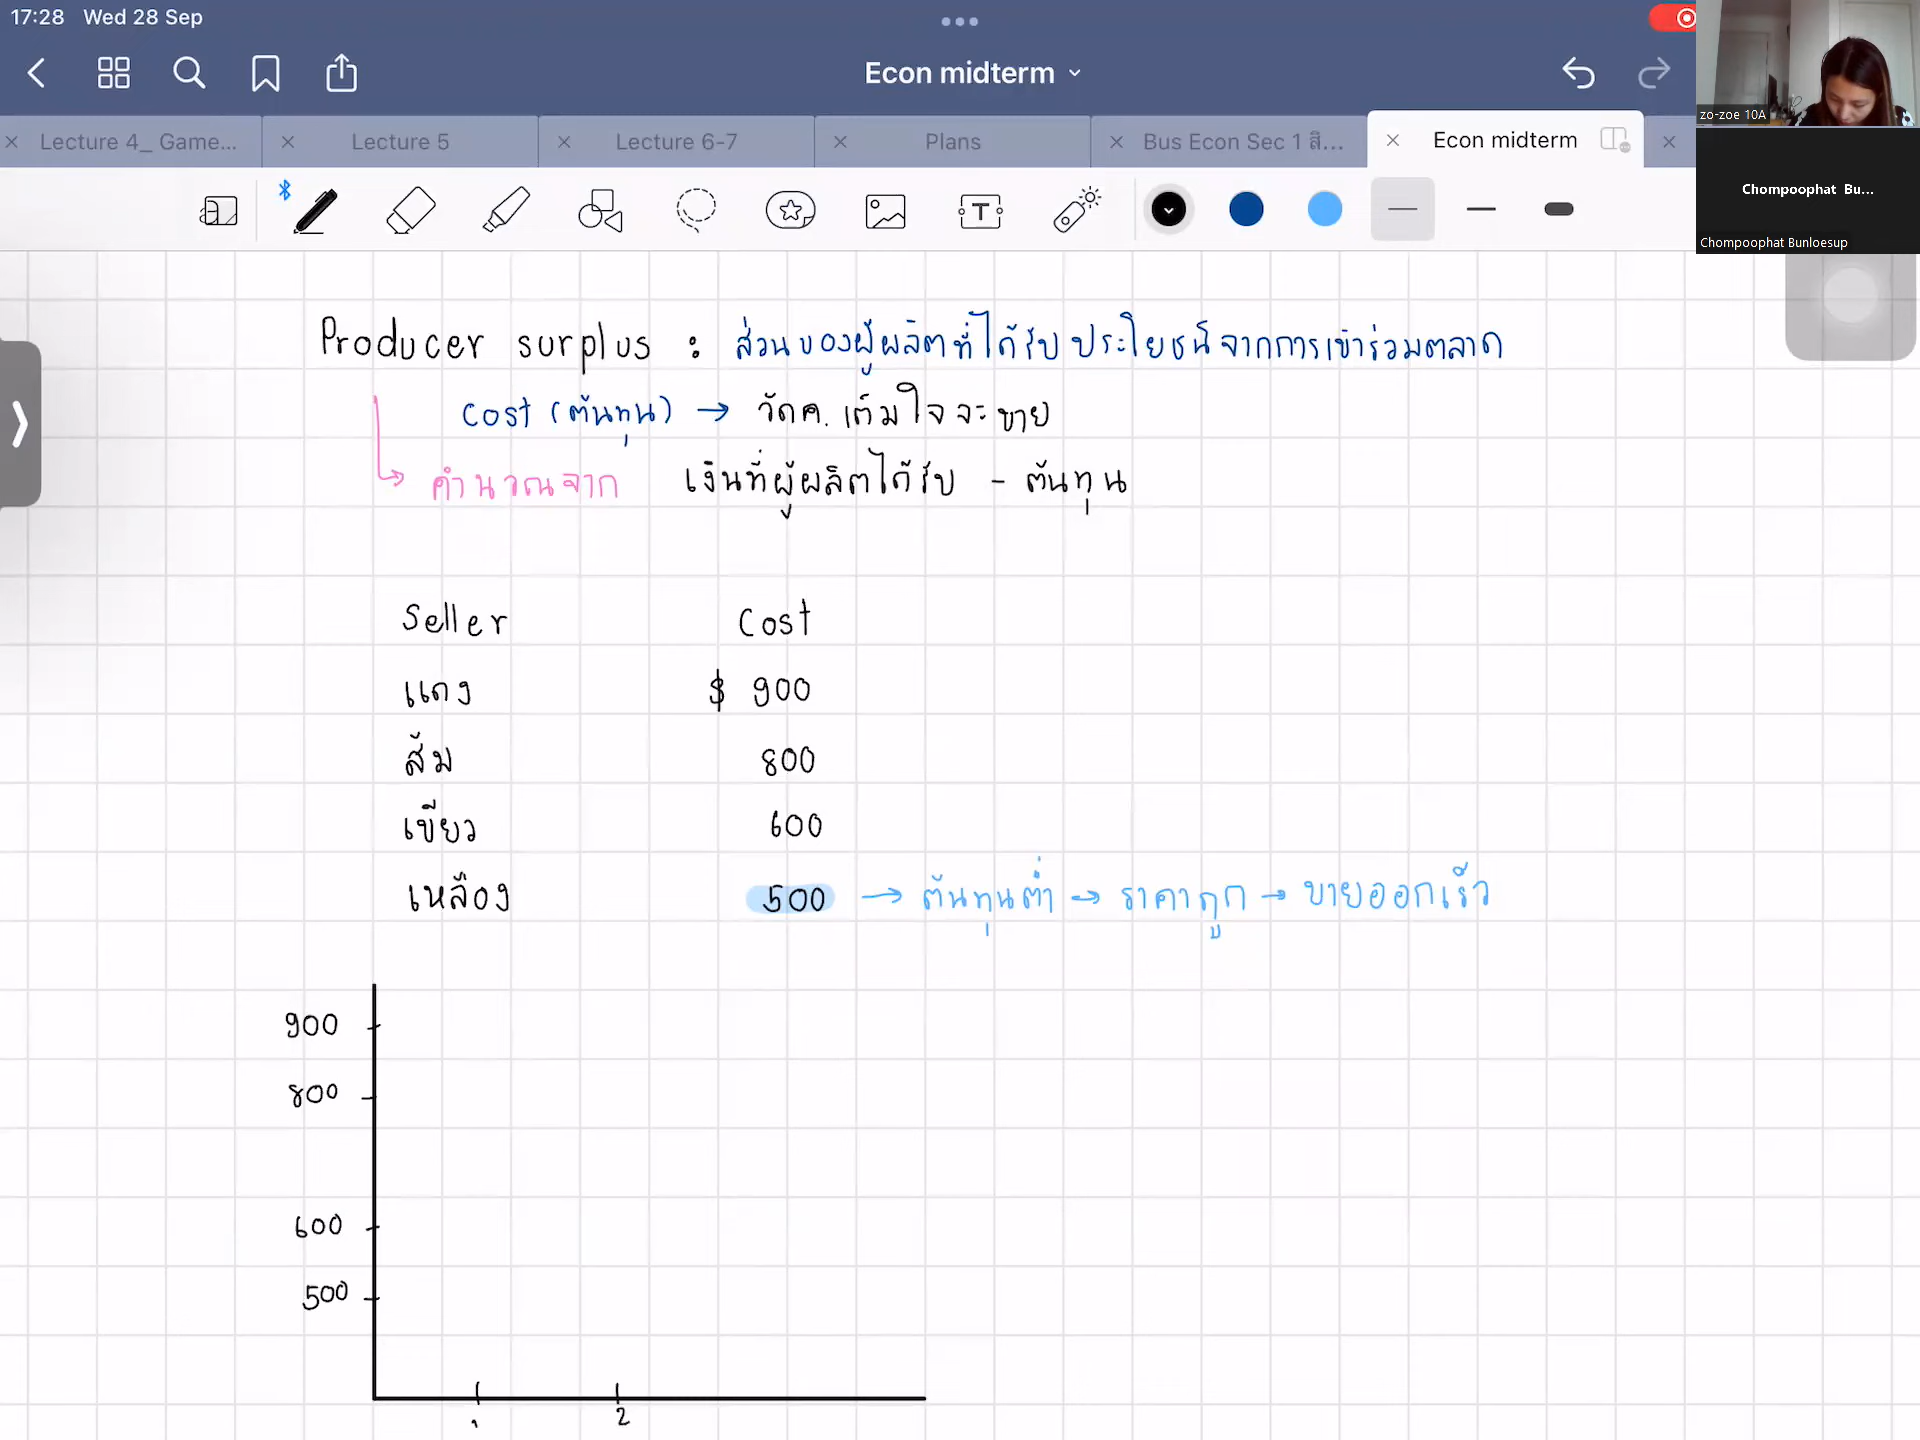 17:28 Wed 28 Sep
Econ midterm
zo-zoe 10A
Lecture 4_ Game...
Lecture 5
Lecture 6-7
Plans
Bus Econ Sec 1 สิ...
Econ midterm
Chompoophat Bu...
Chompoophat Bunloesup
Producer surplus : ส่วนของผู้ผลิตที่ได้รับประโยชน์จากการเข้าร่วมตลาด
cost (ต้นทุน) → วัดค. เต็มใจจะขาย
คำนวณจาก เงินที่ผู้ผลิตได้รับ - ต้นทุน
Seller Cost
แดง $ 900
ส้ม 800
เขียว 600
เหลือง 500 → ต้นทุนต่ำ → ราคาถูก → ขายออกเร็ว
900
800
600
500
2